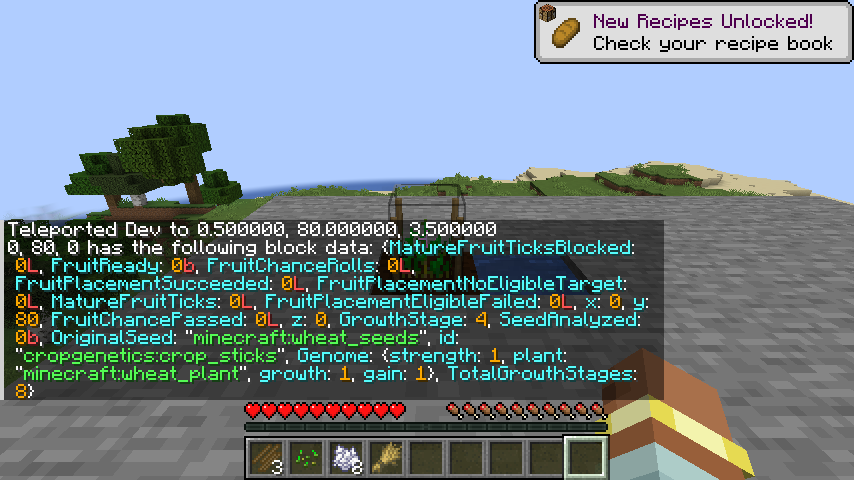 New Recipes Unlocked!
Check your recipe book
Teleported Dev to 0.500000, 80.000000, 3.500000
0, 80, 0 has the following block data: {MatureFruitTicksBlocked:
0L, FruitReady: 0b, FruitChanceRolls: 0L,
FruitPlacementSucceeded: 0L, FruitPlacementNoEligibleTarget:
0L, MatureFruitTicks: 0L, FruitPlacementEligibleFailed: 0L, x: 0, y:
80, FruitChancePassed: 0L, z: 0, GrowthStage: 4, SeedAnalyzed:
0b, OriginalSeed: "minecraft:wheat_seeds", id:
"cropgenetics:crop_sticks", Genome: {strength: 1, plant:
"minecraft:wheat_plant", growth: 1, gain: 1}, TotalGrowthStages:
8}
3 8